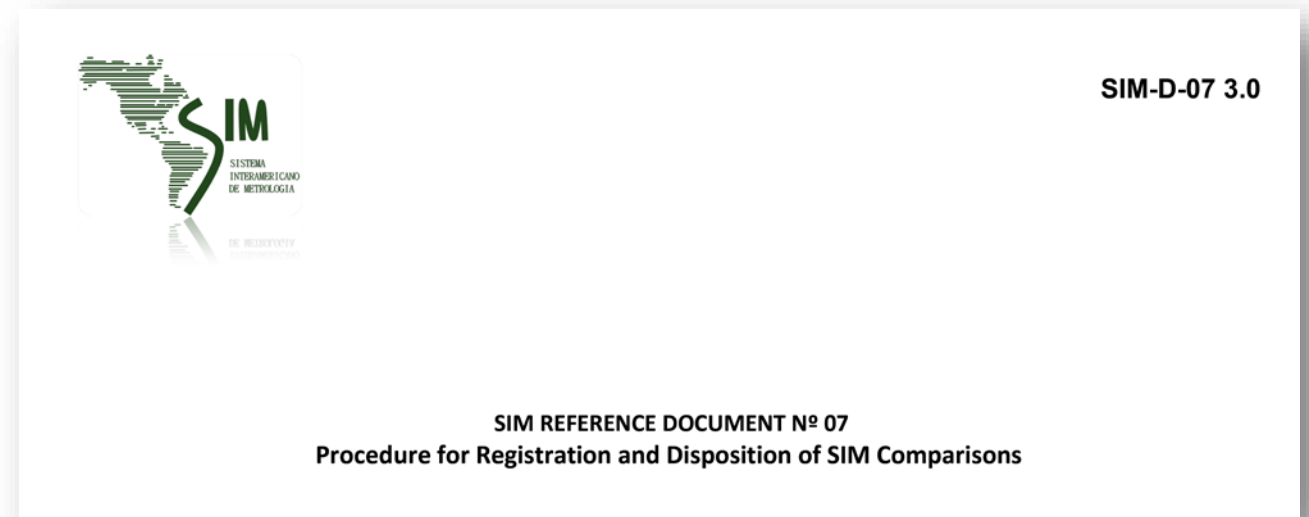 SIM-D-07 3.0
SIM
SISTEMA
INTERAMERICANO
DE METROLOGIA
SIM REFERENCE DOCUMENT Nº 07
Procedure for Registration and Disposition of SIM Comparisons